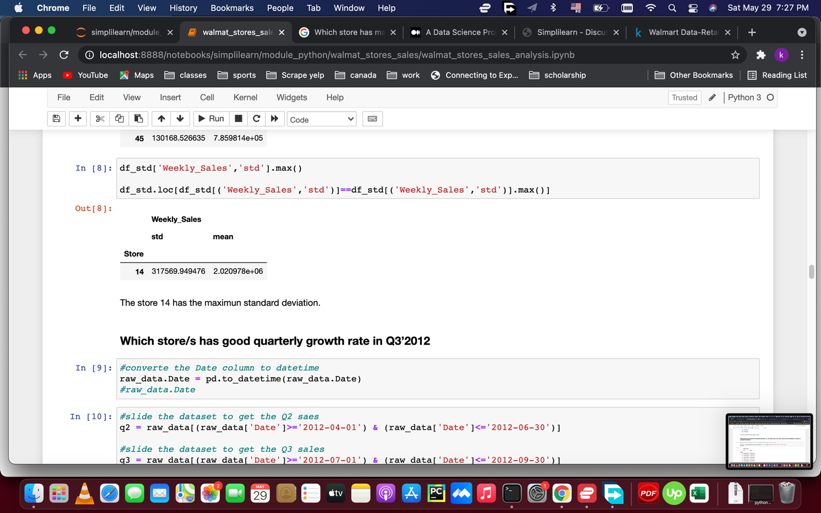 Chrome File Edit View History Bookmarks People Tab Window Help Sat May 29 7:27 PM
simplilearn/module walmat_stores_sale Which store has ma A Data Science Pro Simplilearn - Discus Walmart Data-Reta
localhost:8888/notebooks/simplilearn/module_python/walmat_stores_sales/walmat_stores_sales_analysis.ipynb
Apps YouTube Maps classes sports Scrape yelp canada work Connecting to Exp... scholarship Other Bookmarks Reading List
File Edit View Insert Cell Kernel Widgets Help Trusted Python 3
Run Code
45 130168.526635 7.859814e+05
In [8]: df_std['Weekly_Sales','std'].max()
df_std.loc[df_std[('Weekly_Sales','std')]==df_std[('Weekly_Sales','std')].max()]
Out[8]:
Weekly_Sales
std mean
Store
14 317569.949476 2.020978e+06
The store 14 has the maximun standard deviation.
Which store/s has good quarterly growth rate in Q3'2012
In [9]: #converte the Date column to datetime
raw_data.Date = pd.to_datetime(raw_data.Date)
#raw_data.Date
In [10]: #slide the dataset to get the Q2 saes
q2 = raw_data[(raw_data['Date']>='2012-04-01') & (raw_data['Date']<='2012-06-30')]
#slide the dataset to get the Q3 sales
q3 = raw_data[(raw_data['Date']>='2012-07-01') & (raw_data['Date']<='2012-09-30')]